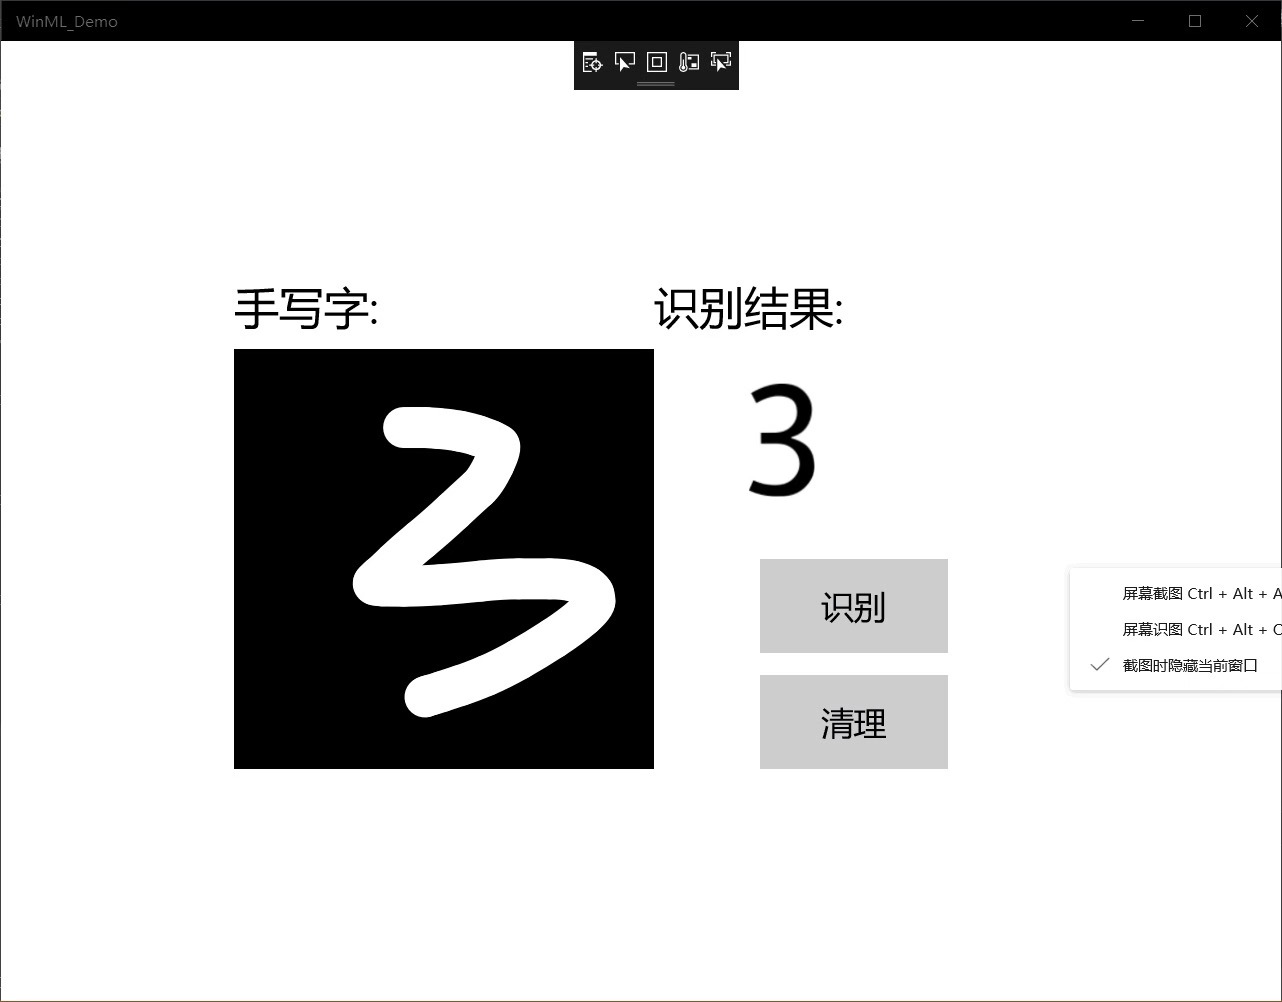 WinML_Demo
手写字:
识别结果:
3
3
识别
清理
屏幕截图 Ctrl + Alt + A
屏幕识图 Ctrl + Alt + 
截图时隐藏当前窗口